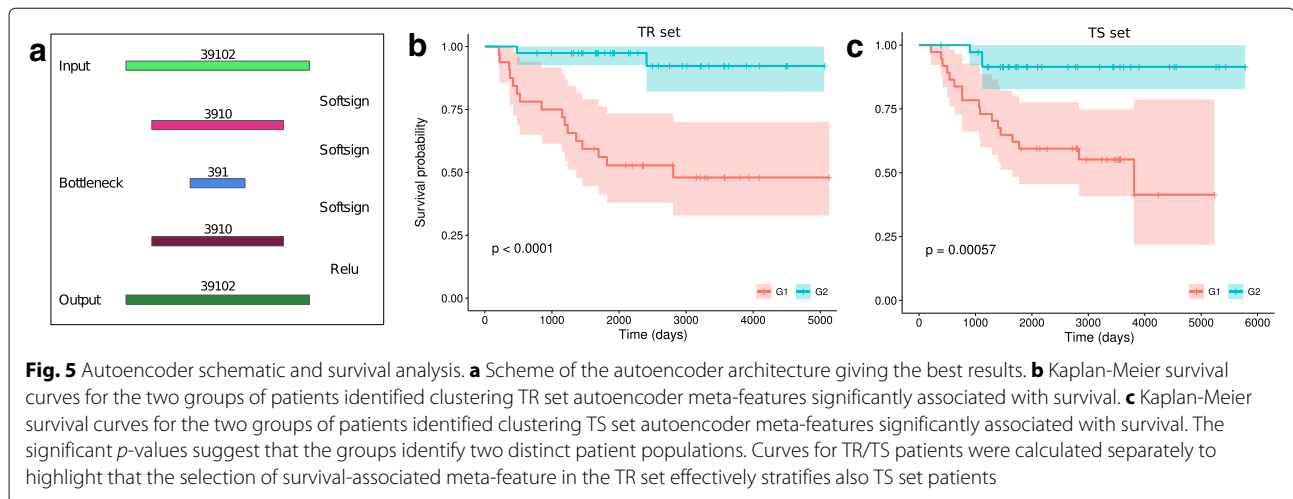 a
39102
Input
Softsign
3910
Softsign
391
Bottleneck
Softsign
3910
Relu
39102
Output
b
TR set
Survival probability
1.00
0.75
0.50
0.25
0.00
p < 0.0001
G1 G2
0 1000 2000 3000 4000 5000
Time (days)
c
TS set
1.00
0.75
0.50
0.25
0.00
p = 0.00057
G1 G2
0 1000 2000 3000 4000 5000 6000
Time (days)
Fig. 5 Autoencoder schematic and survival analysis. a Scheme of the autoencoder architecture giving the best results. b Kaplan-Meier survival
curves for the two groups of patients identified clustering TR set autoencoder meta-features significantly associated with survival. c Kaplan-Meier
survival curves for the two groups of patients identified clustering TS set autoencoder meta-features significantly associated with survival. The
significant p-values suggest that the groups identify two distinct patient populations. Curves for TR/TS patients were calculated separately to
highlight that the selection of survival-associated meta-feature in the TR set effectively stratifies also TS set patients